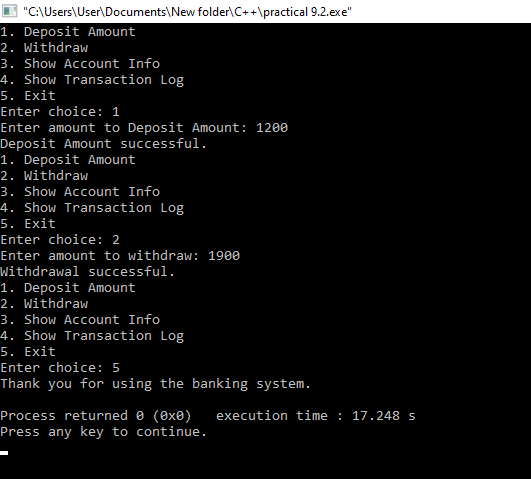 "C:\Users\User\Documents\New folder\C++\practical 9.2.exe"
1. Deposit Amount
2. Withdraw
3. Show Account Info
4. Show Transaction Log
5. Exit
Enter choice: 1
Enter amount to Deposit Amount: 1200
Deposit Amount successful.
1. Deposit Amount
2. Withdraw
3. Show Account Info
4. Show Transaction Log
5. Exit
Enter choice: 2
Enter amount to withdraw: 1900
Withdrawal successful.
1. Deposit Amount
2. Withdraw
3. Show Account Info
4. Show Transaction Log
5. Exit
Enter choice: 5
Thank you for using the banking system.
Process returned 0 (0x0)   execution time : 17.248 s
Press any key to continue.